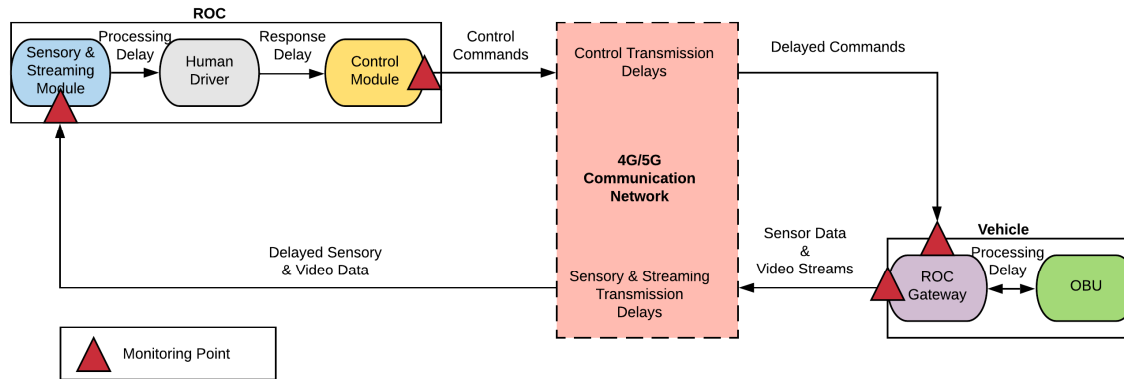 ROC
Sensory &
Streaming
Module
Processing
Delay
Human
Driver
Response
Delay
Control
Module
Control
Commands
Control Transmission
Delays
Delayed Commands
4G/5G
Communication
Network
Delayed Sensory
& Video Data
Sensory & Streaming
Transmission
Delays
Sensor Data
&
Video Streams
Vehicle
ROC
Gateway
Processing
Delay
OBU
Monitoring Point